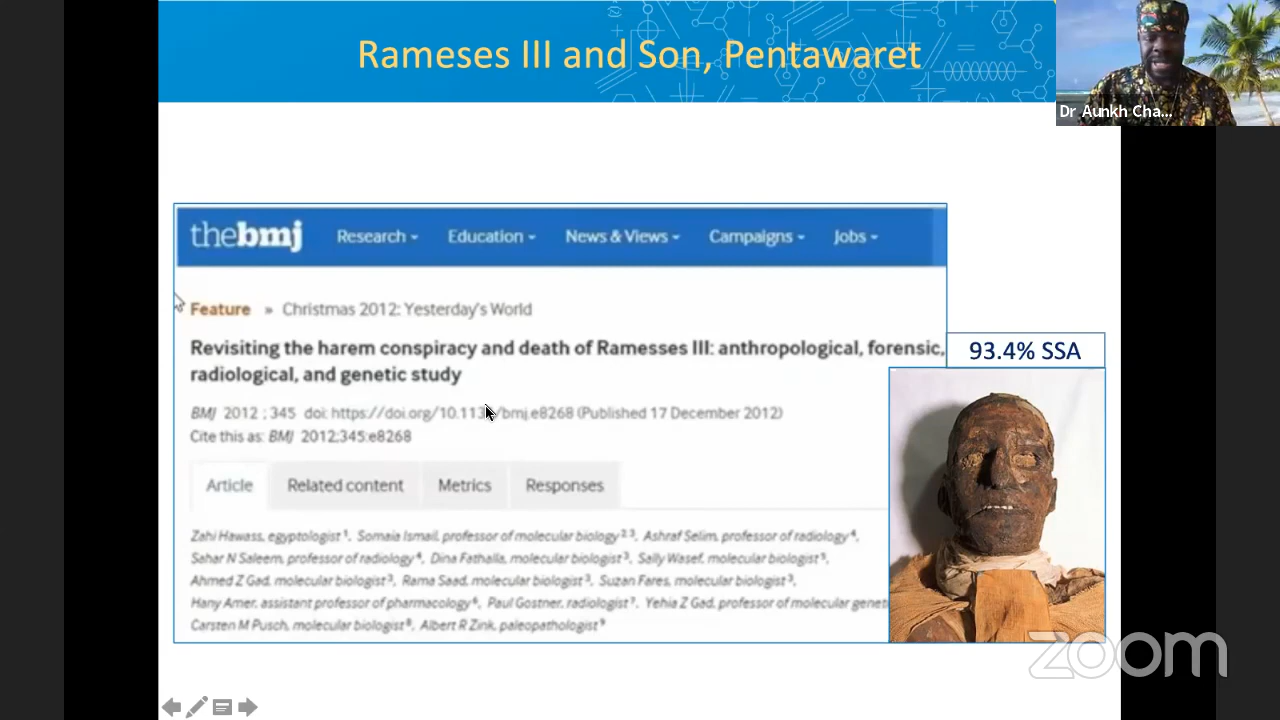 Rameses III and Son, Pentawaret
Dr Aunkh Cha...
thebmj
Research
Education
News & Views
Campaigns
Jobs
Feature » Christmas 2012: Yesterday's World
Revisiting the harem conspiracy and death of Ramesses III: anthropological, forensic,
radiological, and genetic study
BMJ 2012 ; 345 doi: https://doi.org/10.113 /bmj.e8268 (Published 17 December 2012)
Cite this as: BMJ 2012;345:e8268
93.4% SSA
Article
Related content
Metrics
Responses
Zahi Hawass, egyptologist 1, Somaia Ismail, professor of molecular biology 2 3, Ashraf Selim, professor of radiology 4,
Sahar N Saleem, professor of radiology 4, Dina Fathalla, molecular biologist 3, Sally Wasef, molecular biologist 5,
Ahmed Z Gad, molecular biologist 3, Rama Saad, molecular biologist 3, Suzan Fares, molecular biologist 3,
Hany Amer, assistant professor of pharmacology 6, Paul Gostner, radiologist 7, Yehia Z Gad, professor of molecular genet
Carsten M Pusch, molecular biologist 8, Albert R Zink, paleopathologist 9
zoom